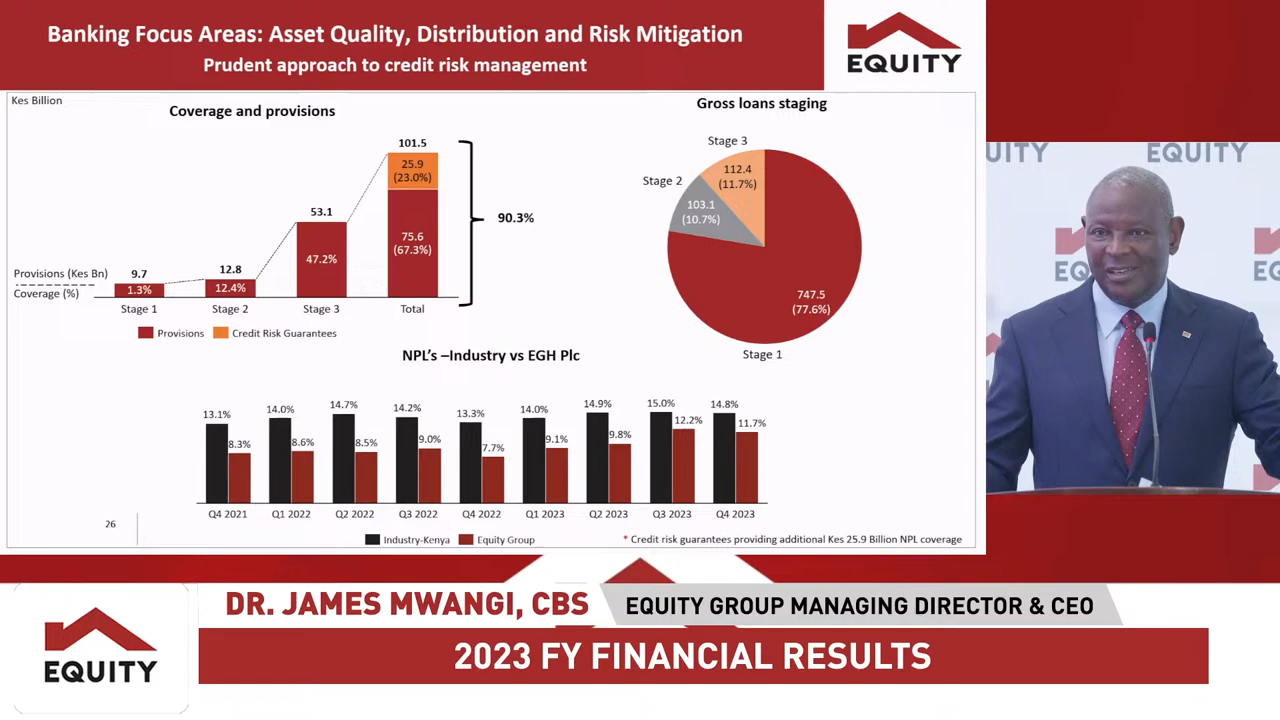 Banking Focus Areas: Asset Quality, Distribution and Risk Mitigation
Prudent approach to credit risk management
EQUITY
Kes Billion
Coverage and provisions
101.5
25.9
(23.0%)
53.1
75.6
(67.3%)
47.2%
90.3%
Provisions (Kes Bn)
Coverage (%)
9.7
1.3%
12.8
12.4%
Stage 1
Stage 2
Stage 3
Total
Provisions
Credit Risk Guarantees
Gross loans staging
Stage 3
112.4
(11.7%)
Stage 2
103.1
(10.7%)
747.5
(77.6%)
Stage 1
NPL's –Industry vs EGH Plc
13.1% 8.3% 14.0% 8.6% 14.7% 8.5% 14.2% 9.0% 13.3% 7.7% 14.0% 9.1% 14.9% 9.8% 15.0% 12.2% 14.8% 11.7%
Q4 2021 Q1 2022 Q2 2022 Q3 2022 Q4 2022 Q1 2023 Q2 2023 Q3 2023 Q4 2023
26
Industry-Kenya
Equity Group
* Credit risk guarantees providing additional Kes 25.9 Billion NPL coverage
UITY
EQUITY
EQ
EQU
DR. JAMES MWANGI, CBS
EQUITY GROUP MANAGING DIRECTOR & CEO
EQUITY
2023 FY FINANCIAL RESULTS